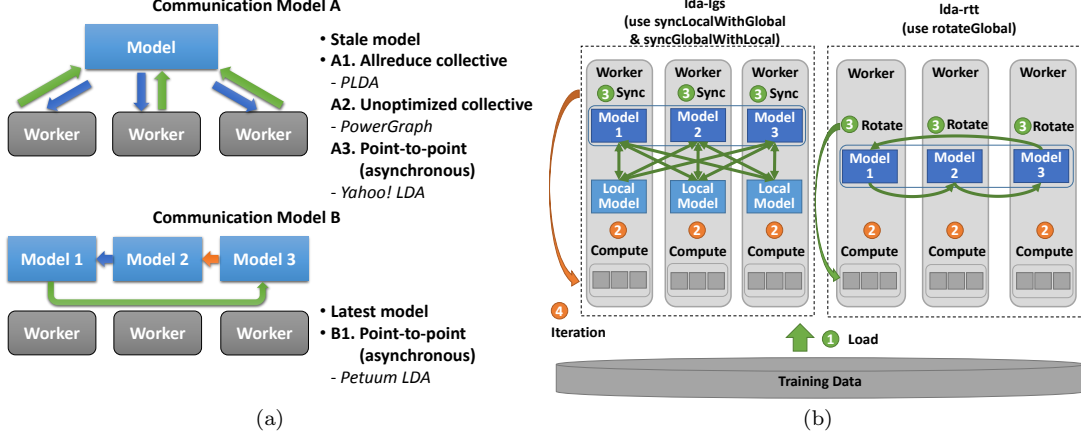 Communication Model A
Model
Worker
Worker
Worker
• Stale model
• A1. Allreduce collective
- PLDA
A2. Unoptimized collective
- PowerGraph
A3. Point-to-point
(asynchronous)
- Yahoo! LDA
Communication Model B
Model 1
Model 2
Model 3
Worker
Worker
Worker
• Latest model
• B1. Point-to-point
(asynchronous)
- Petuum LDA
(a)
lda-lgs
(use syncLocalWithGlobal
& syncGlobalWithLocal)
Worker
Worker
Worker
3 Sync
3 Sync
3 Sync
Model
1
Model
2
Model
3
Local
Model
Local
Model
Local
Model
2
2
2
Compute
Compute
Compute
4
Iteration
lda-rtt
(use rotateGlobal)
Worker
Worker
Worker
3 Rotate
3 Rotate
3 Rotate
Model
1
Model
2
Model
3
2
2
2
Compute
Compute
Compute
1 Load
Training Data
(b)